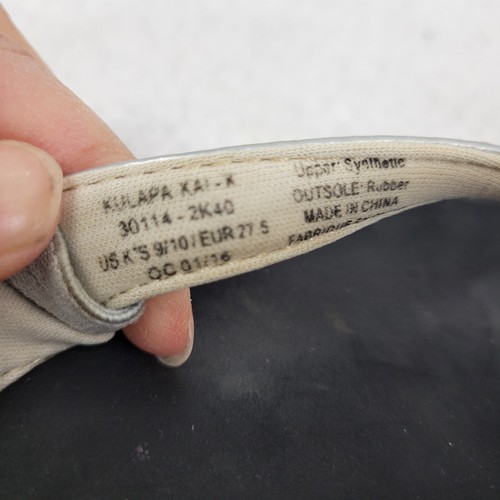 KULAPA KAI - K
30114 - 2K40
US K'S 9/10 / EUR 27.5
QC 01/16
Upper: Synthetic
OUTSOLE: Rubber
MADE IN CHINA
FABRIQUE